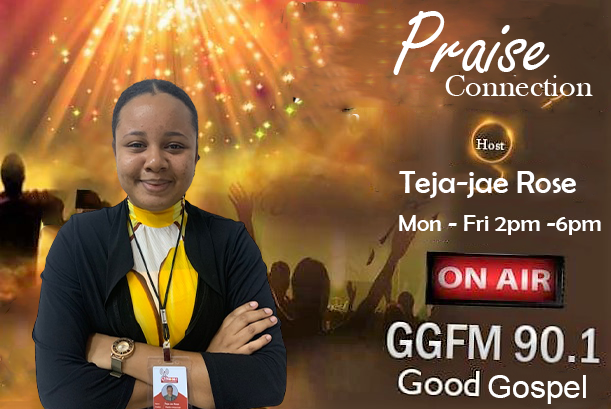 Praise
Connection
Host
Teja-jae Rose
Mon - Fri 2pm -6pm
ON AIR
GGFM 90.1
Good Gospel